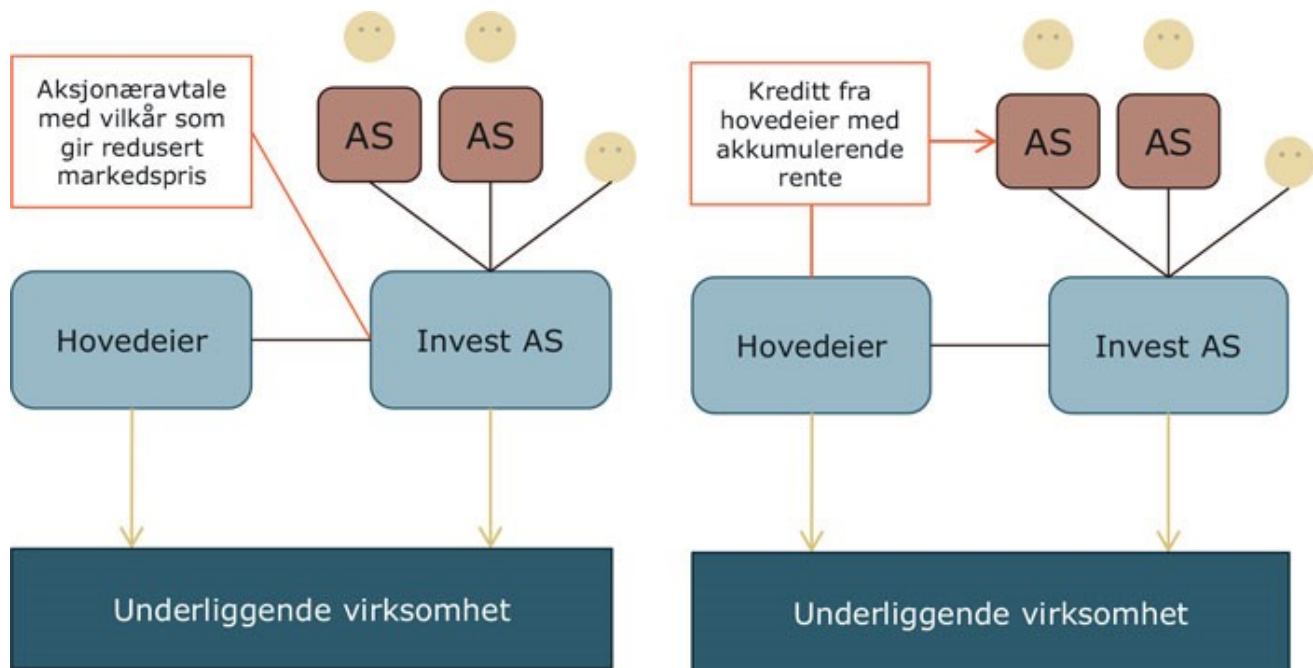 Aksjonæravtale
med vilkår som
gir redusert
markedspris
AS
AS
Hovedeier
Invest AS
Underliggende virksomhet
Kreditt fra
hovedeier med
akkumulerende
rente
AS
AS
Hovedeier
Invest AS
Underliggende virksomhet